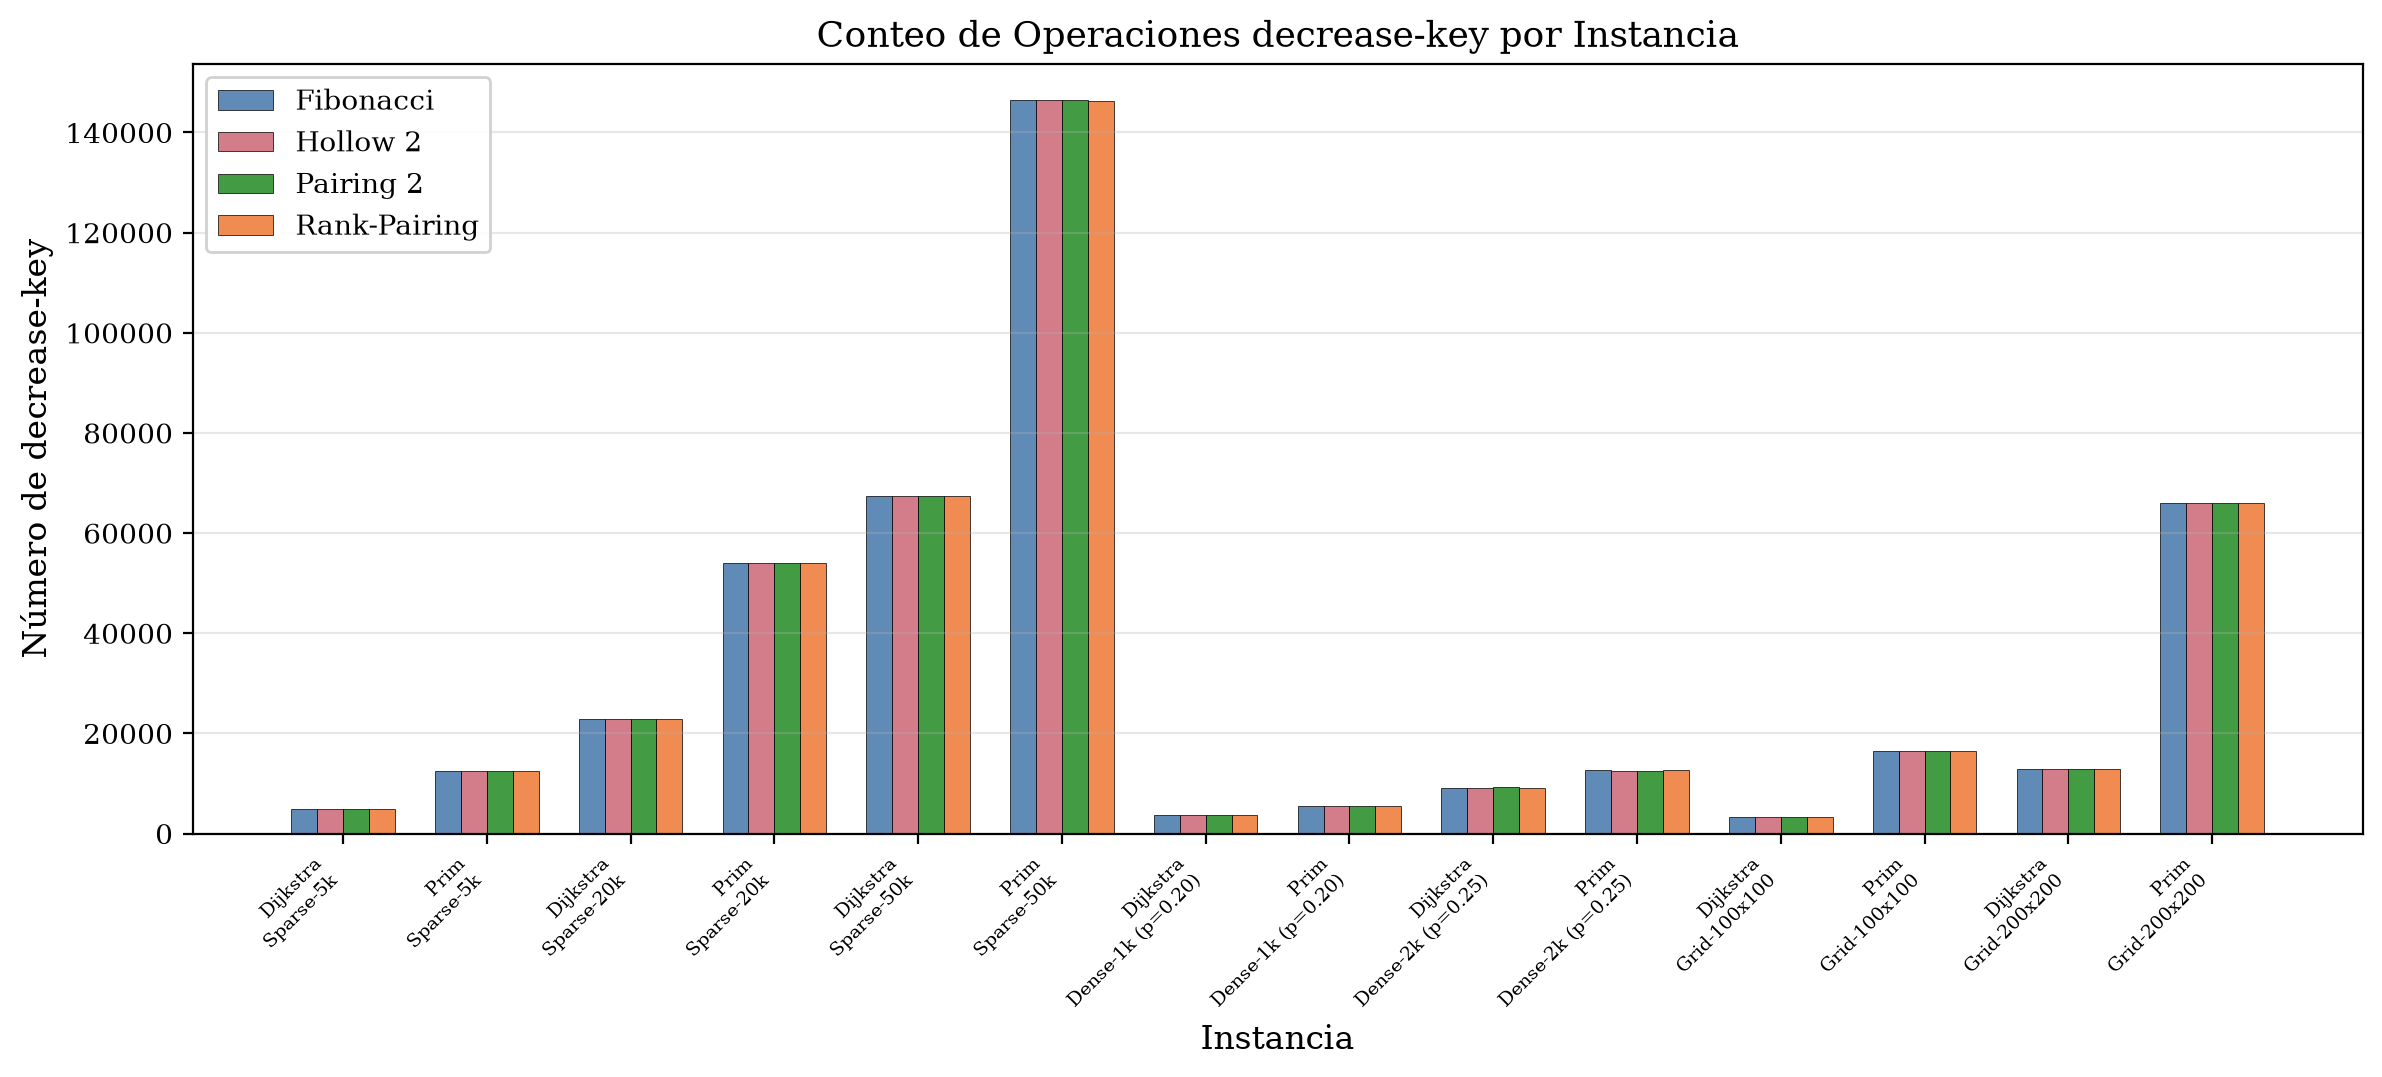 Conteo de Operaciones decrease-key por Instancia
Fibonacci
Hollow 2
Pairing 2
Rank-Pairing
Número de decrease-key
140000
120000
100000
80000
60000
40000
20000
0
Dijkstra
Sparse-5k
Prim
Sparse-5k
Dijkstra
Sparse-20k
Prim
Sparse-20k
Dijkstra
Sparse-50k
Prim
Sparse-50k
Dijkstra
Dense-1k (p=0.20)
Prim
Dense-1k (p=0.20)
Dijkstra
Dense-2k (p=0.25)
Prim
Dense-2k (p=0.25)
Dijkstra
Grid-100x100
Prim
Grid-100x100
Dijkstra
Grid-200x200
Prim
Grid-200x200
Instancia